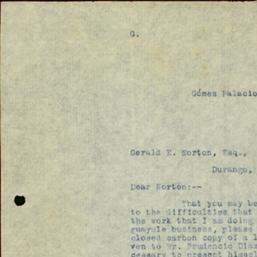 G.
Gómez Palacio
Gerald E. Norton, Esq.,
Durango,
Dear Norton:--
That you may be
to the difficulties that
the work that I am doing
guayule business, please
closed carbon copy of a l
ven to Mr. Prudencio Dia
cessary to present himsel